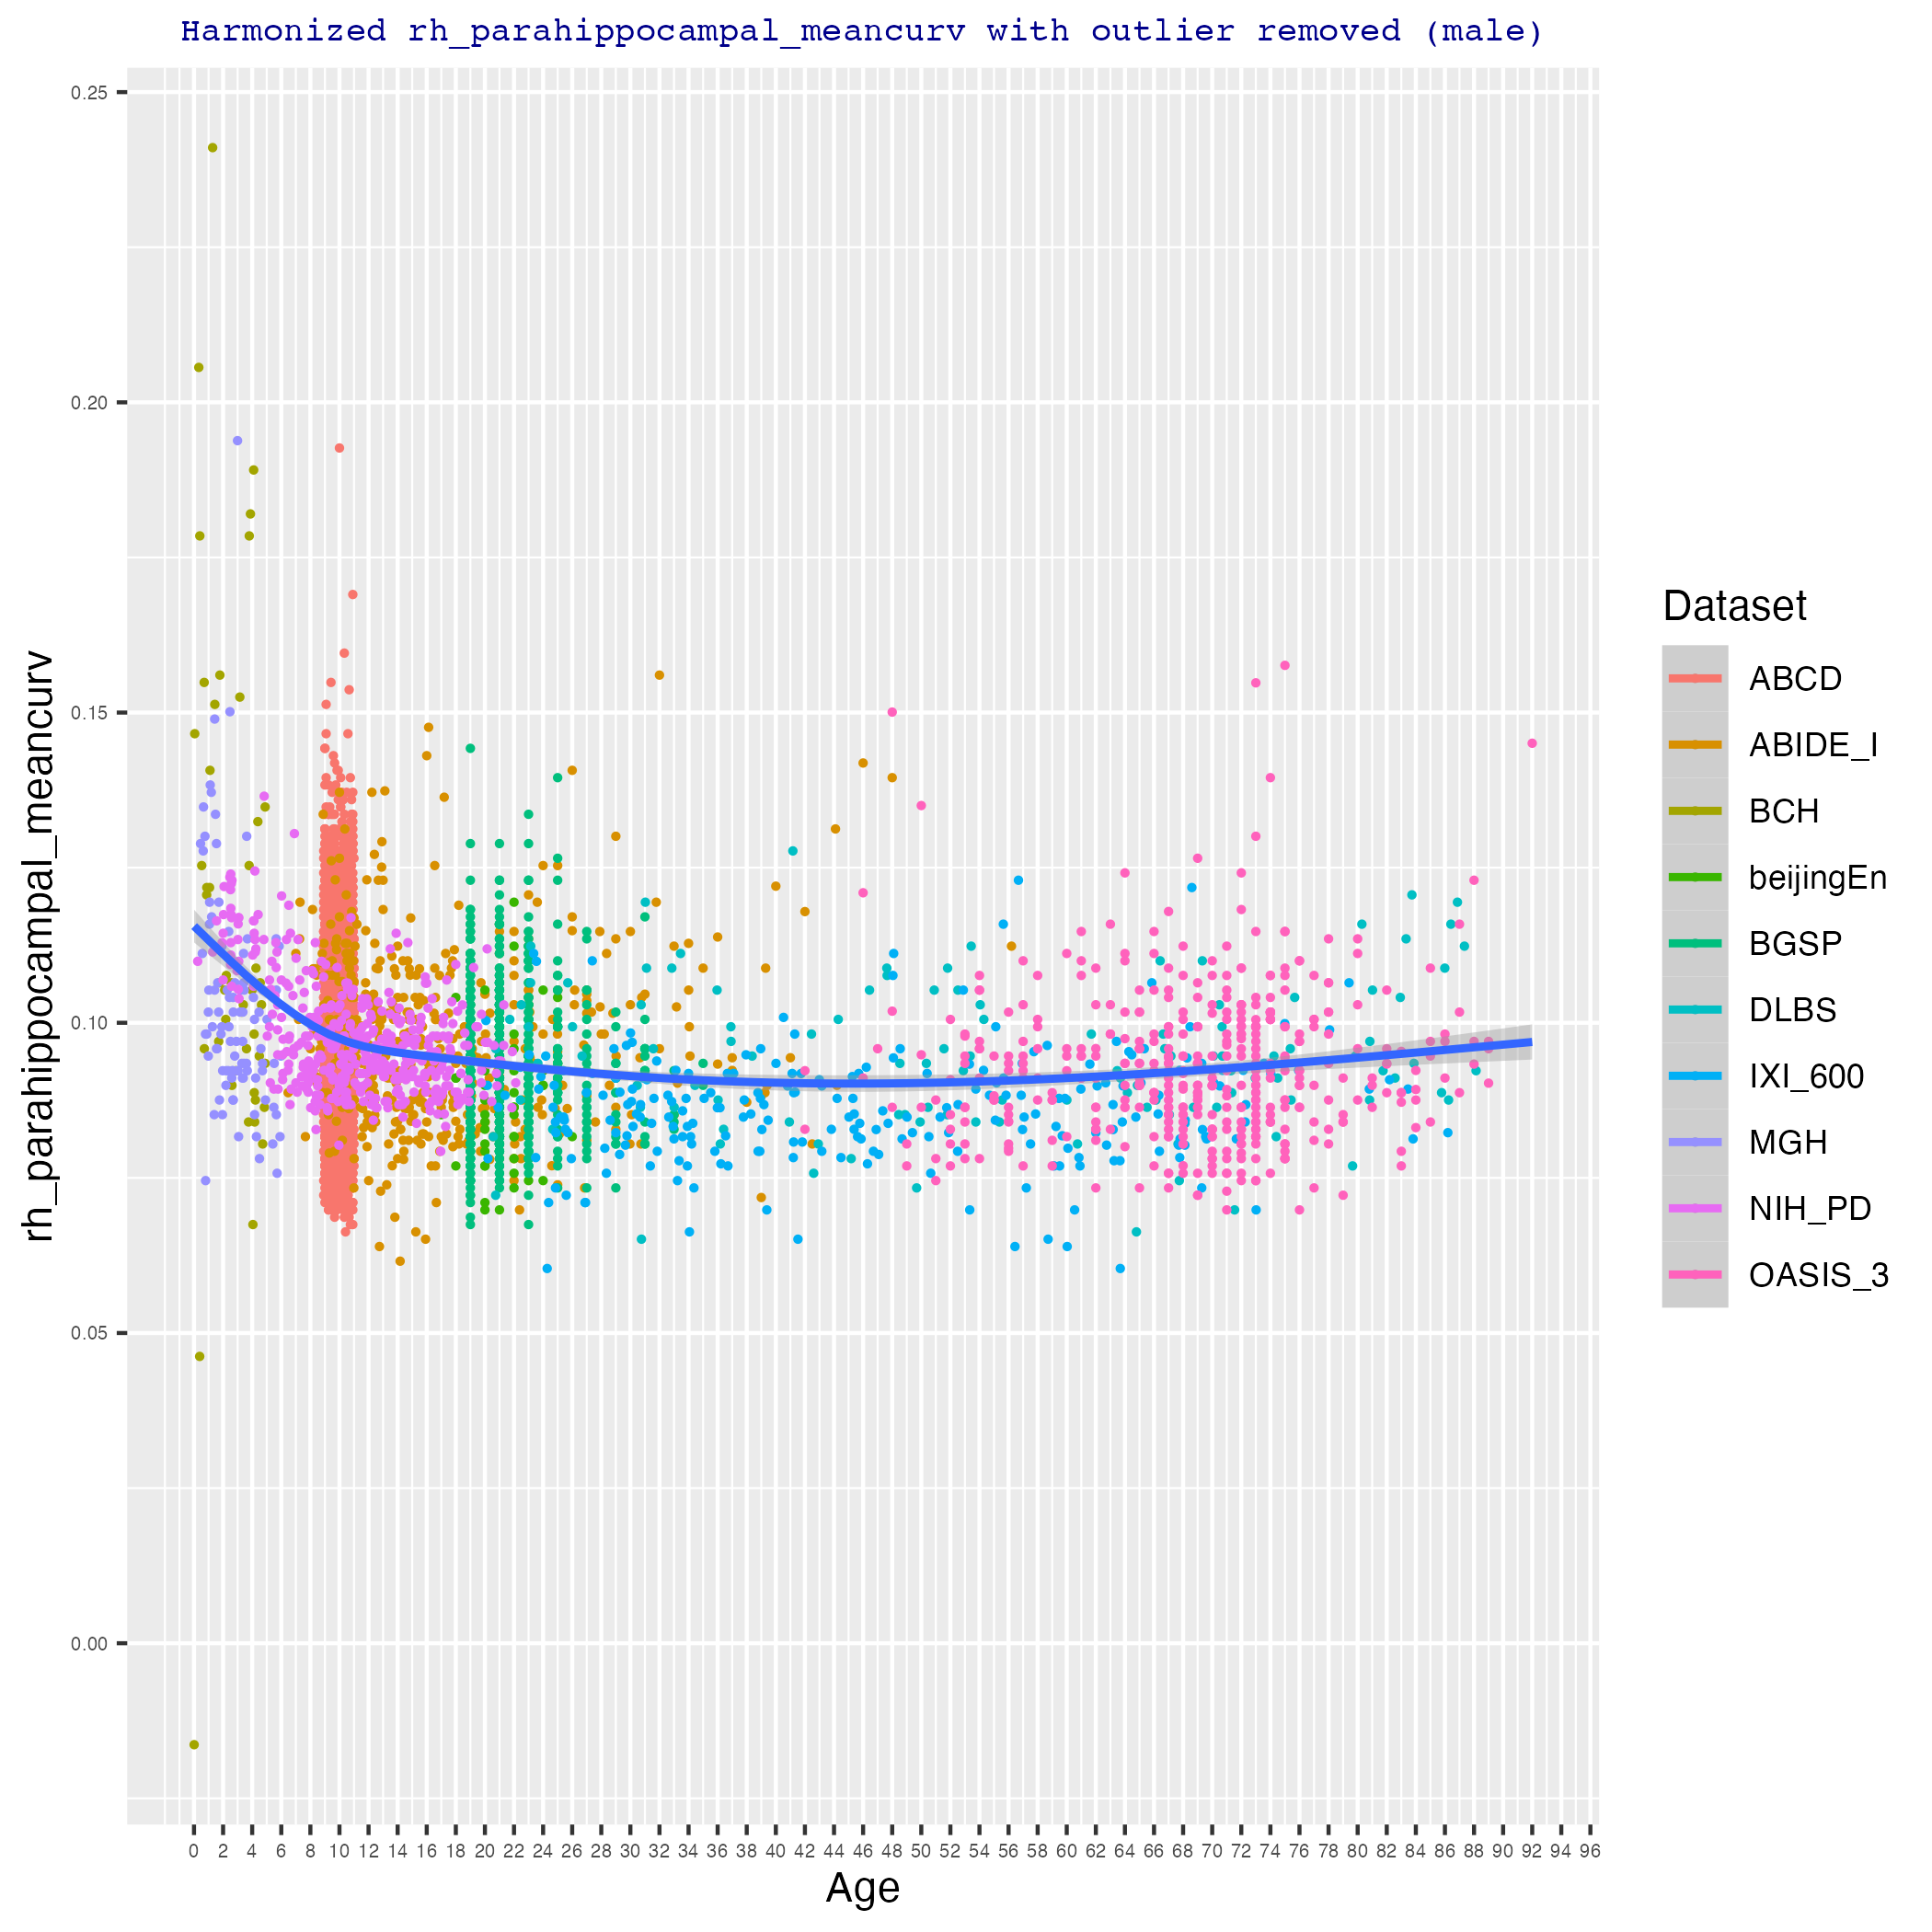 Harmonized rh_parahippocampal_meancurv with outlier removed (male)
rh_parahippocampal_meancurv
0.25
0.20
0.15
0.10
0.05
0.00
0 2 4 6 8 10 12 14 16 18 20 22 24 26 28 30 32 34 36 38 40 42 44 46 48 50 52 54 56 58 60 62 64 66 68 70 72 74 76 78 80 82 84 86 88 90 92 94 96
Age
Dataset
ABCD
ABIDE_I
BCH
beijingEn
BGSP
DLBS
IXI_600
MGH
NIH_PD
OASIS_3